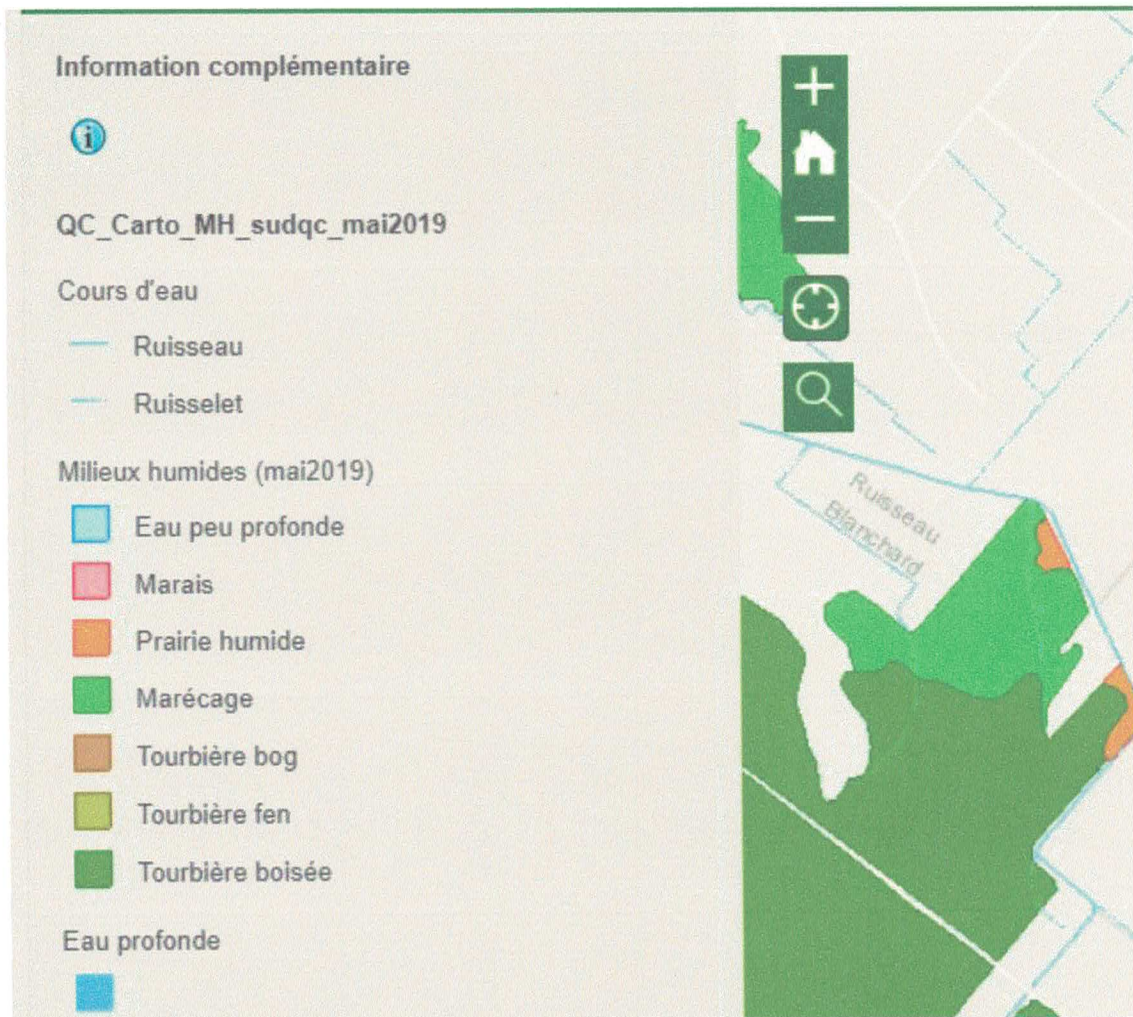 Information complémentaire
i
QC_Carto_MH_sudqc_mai2019
Cours d'eau
Ruisseau
Ruisselet
Milieux humides (mai2019)
Eau peu profonde
Marais
Prairie humide
Marécage
Tourbière bog
Tourbière fen
Tourbière boisée
Eau profonde
Ruisseau
Blanchard